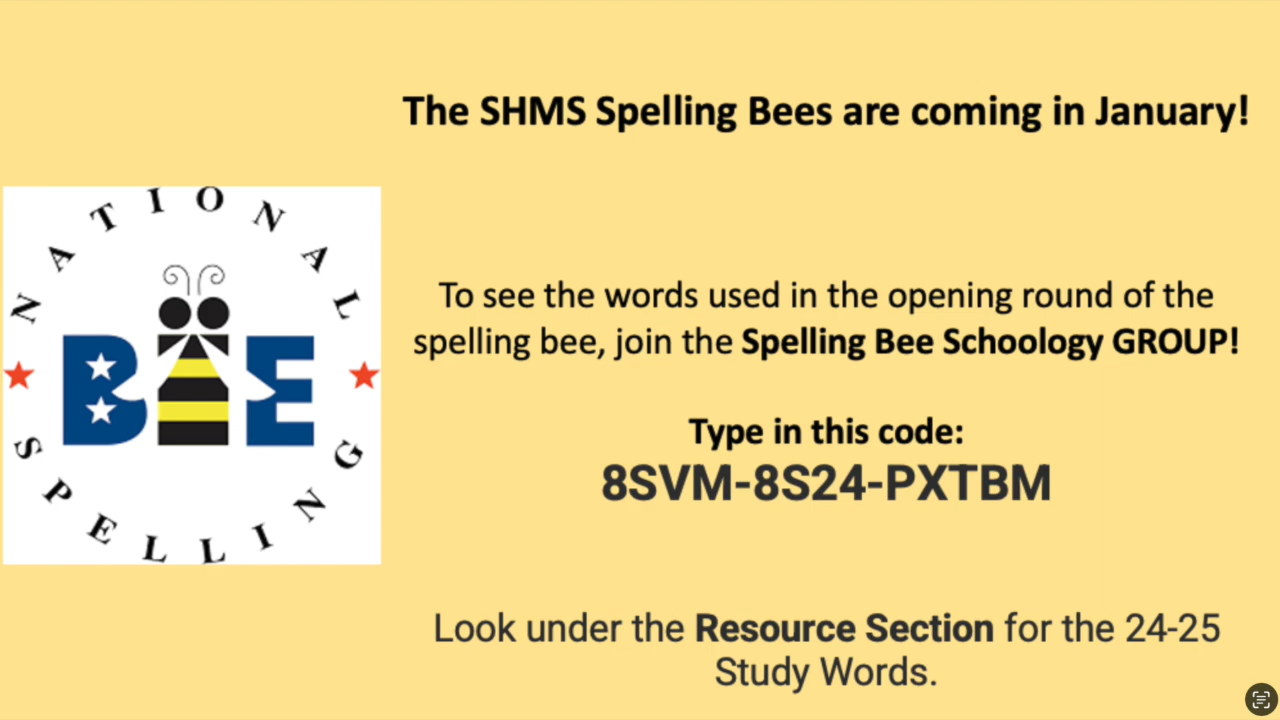 The SHMS Spelling Bees are coming in January!
NATIONAL
BEE
SPELLING
To see the words used in the opening round of the
spelling bee, join the Spelling Bee Schoology GROUP!
Type in this code:
8SVM-8S24-PXTBM
Look under the Resource Section for the 24-25
Study Words.